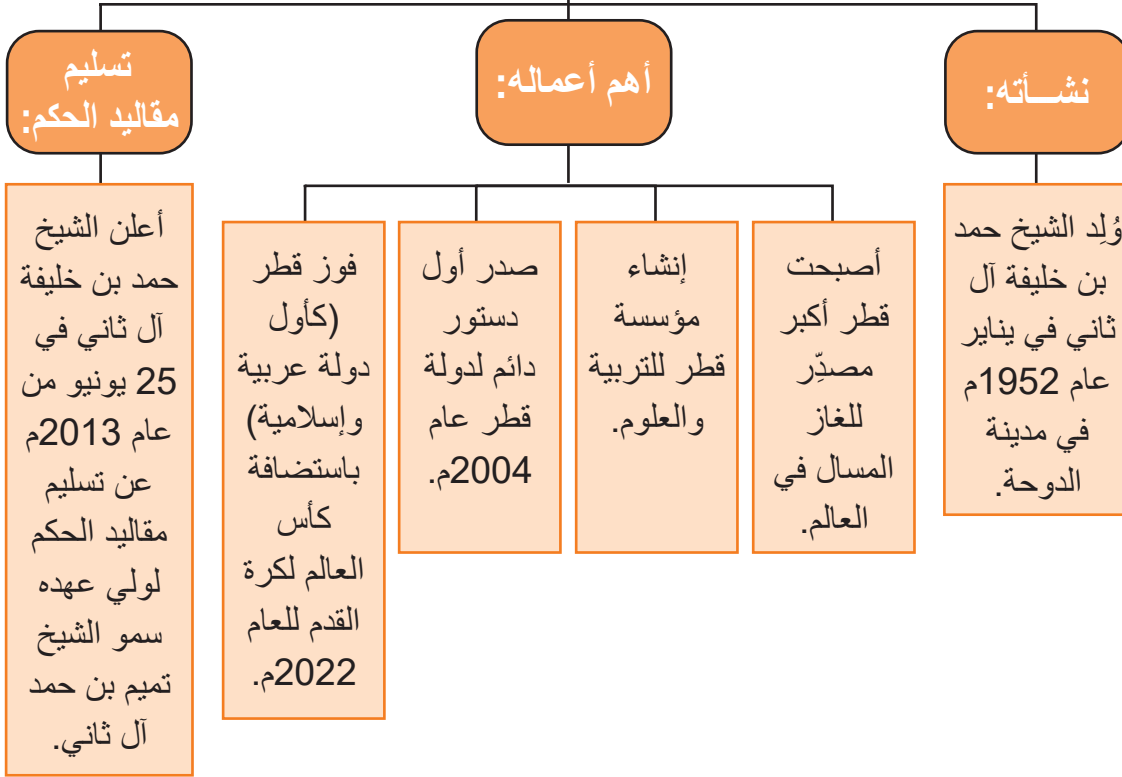 نشـــأته:
وُلِد الشيخ حمد
بن خليفة آل
ثاني في يناير
عام 1952م
في مدينة
الدوحة.
أهم أعماله:
أصبحت
قطر أكبر
مصدِّر
للغاز
المسال في
العالم.
إنشاء
مؤسسة
قطر للتربية
والعلوم.
صدر أول
دستور
دائم لدولة
قطر عام
2004م.
فوز قطر
(كأول
دولة عربية
وإسلامية)
باستضافة
كأس
العالم لكرة
القدم للعام
2022م.
تسليم
مقاليد الحكم:
أعلن الشيخ
حمد بن خليفة
آل ثاني في
25 يونيو من
عام 2013م
عن تسليم
مقاليد الحكم
لولي عهده
سمو الشيخ
تميم بن حمد
آل ثاني.